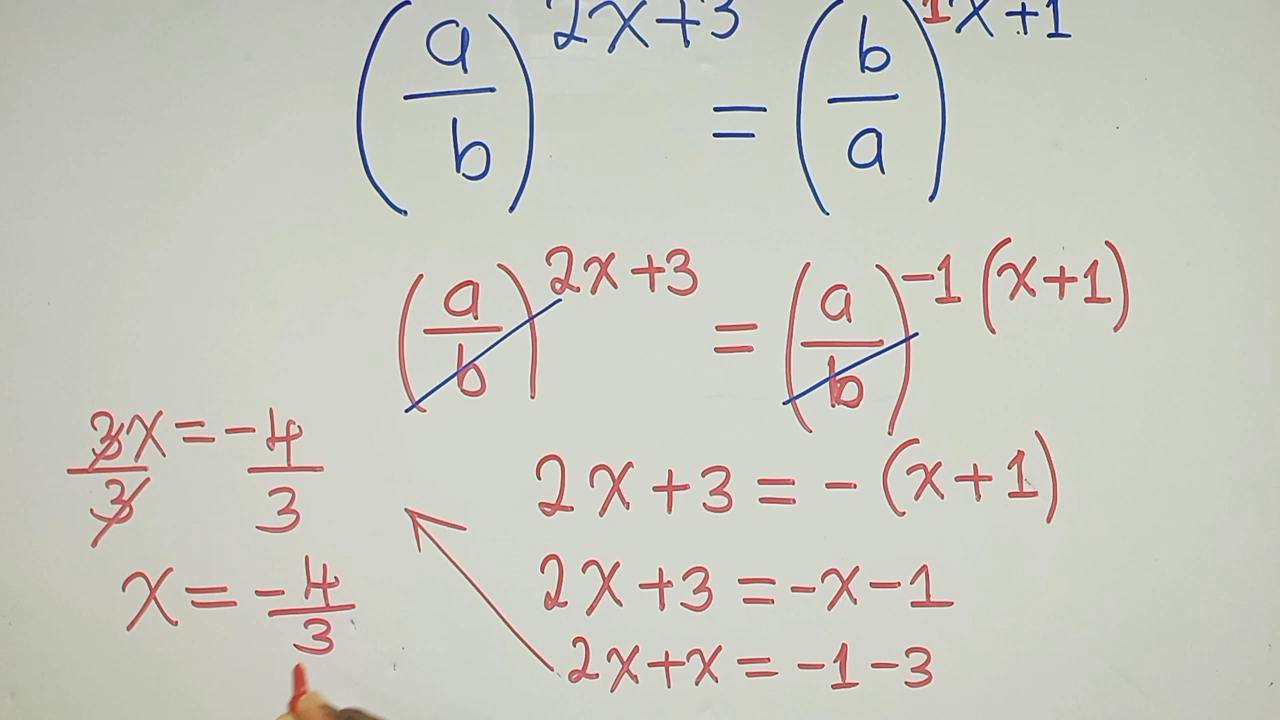 (a/b)^2x+3 = (b/a)^1x+1
(a/b)^2x+3 = (a/b)^-1(x+1)
2x+3=-(x+1)
2x+3=-x-1
2x+x=-1-3
3x/3=-4/3
x=-4/3